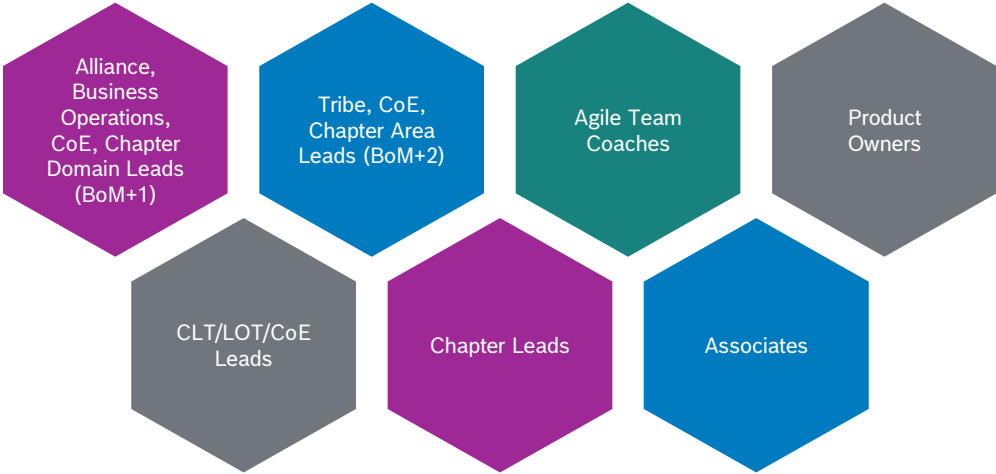 Alliance,
Business
Operations,
CoE, Chapter
Domain Leads
(BoM+1)
Tribe, CoE,
Chapter Area
Leads (BoM+2)
Agile Team
Coaches
Product
Owners
CLT/LOT/CoE
Leads
Chapter Leads
Associates